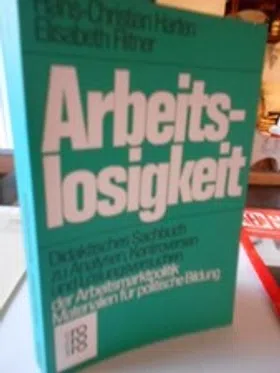 Hans-Christian Harten
Elisabeth Flitner
Arbeits-
losigkeit
Didaktisches Sachbuch
zu Analysen, Kontroversen
und Lösungsversuchen
der Arbeitsmarktpolitik
Materialien für politische Bildung
rororo